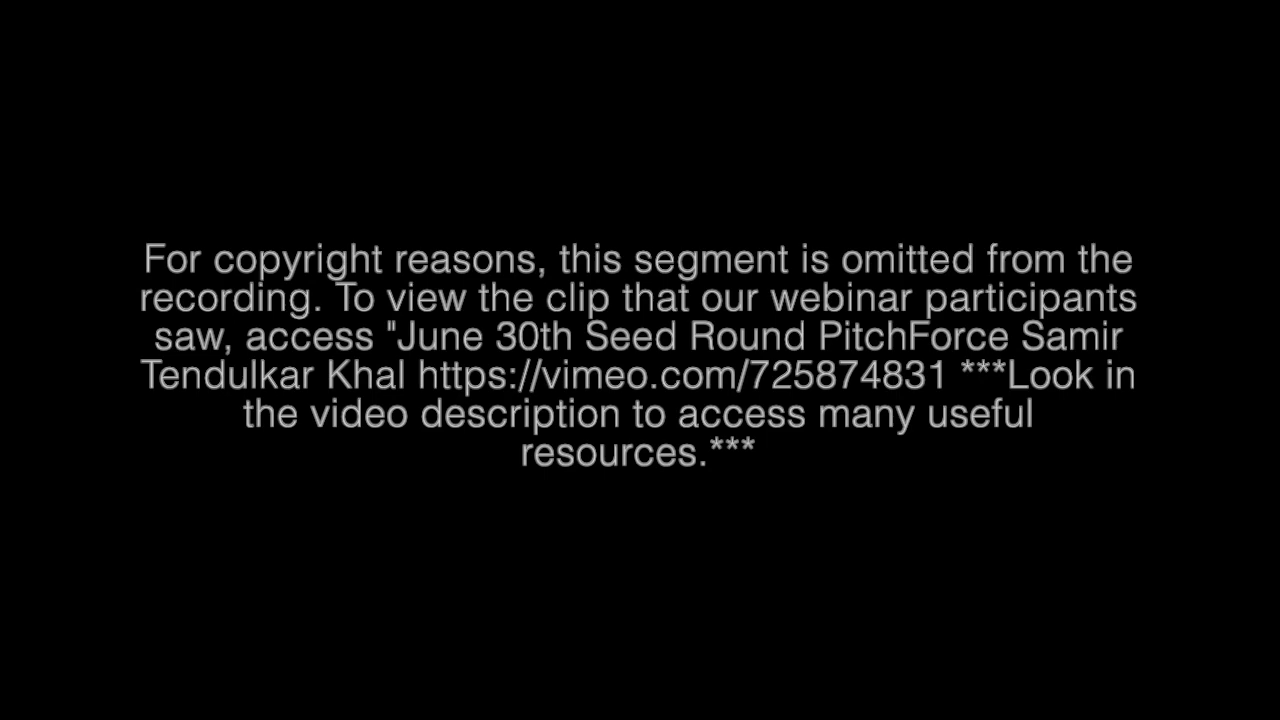 For copyright reasons, this segment is omitted from the
recording. To view the clip that our webinar participants
saw, access "June 30th Seed Round PitchForce Samir
Tendulkar Khal https://vimeo.com/725874831 ***Look in
the video description to access many useful
resources.***